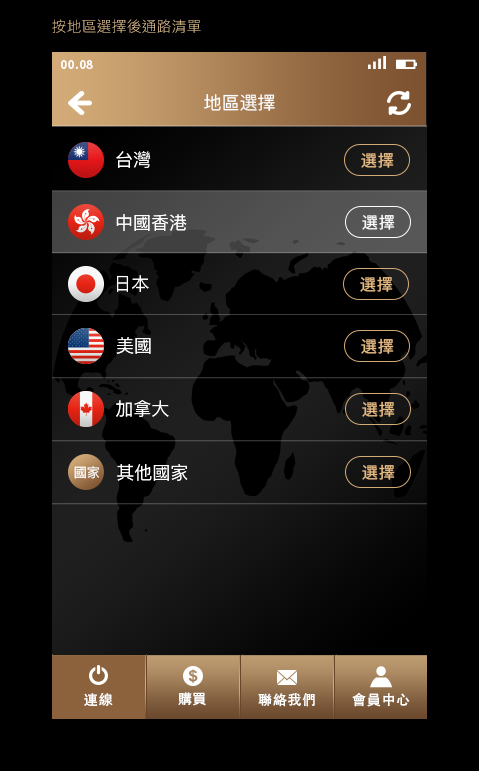 按地區選擇後通路清單
00.08
地區選擇
台灣 選擇
中國香港 選擇
日本 選擇
美國 選擇
加拿大 選擇
國家 其他國家 選擇
連線 購買 聯絡我們 會員中心